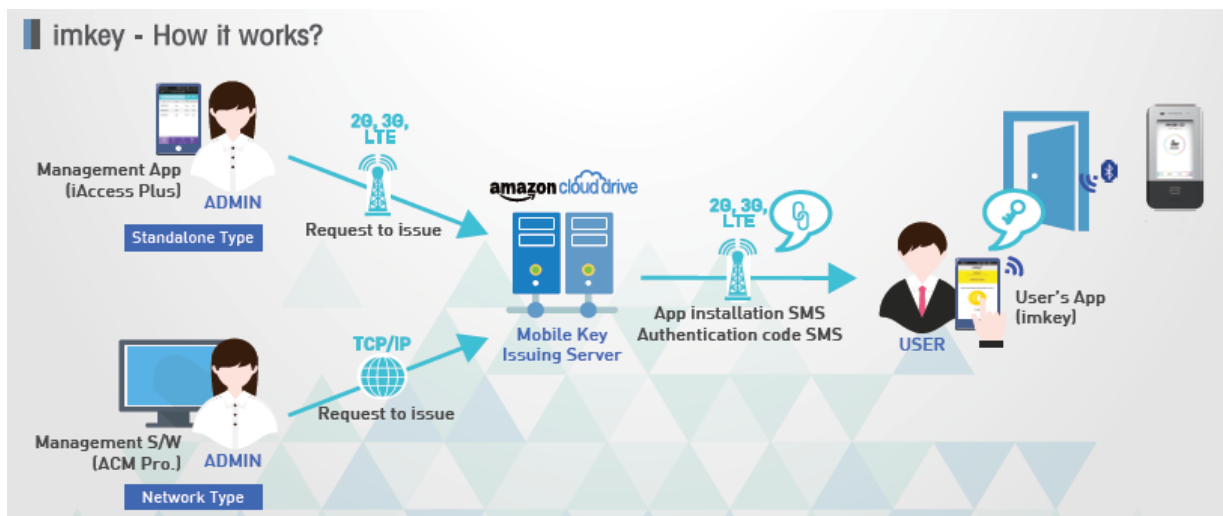 imkey - How it works?
2G, 3G,
LTE
Management App
(iAccess Plus)
ADMIN
Standalone Type
Request to issue
amazon cloud drive
Mobile Key
Issuing Server
2G, 3G,
LTE
App installation SMS
Authentication code SMS
USER
User's App
(imkey)
TCP/IP
Request to issue
Management S/W
(ACM Pro.)
ADMIN
Network Type